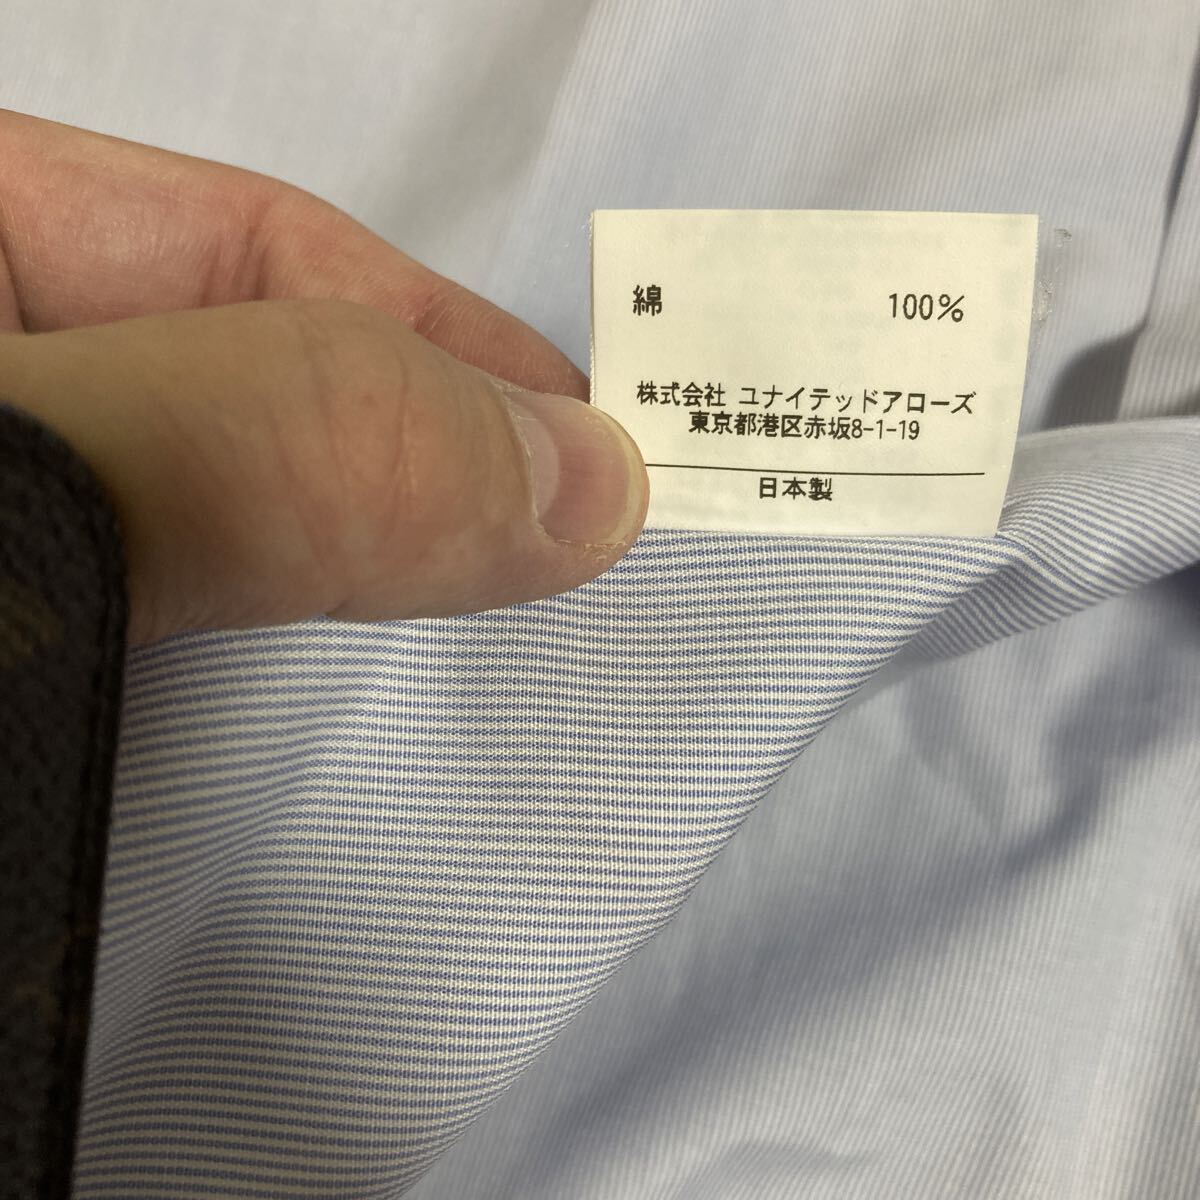 綿 100%
株式会社 ユナイテッドアローズ
東京都港区赤坂8-1-19
日本製